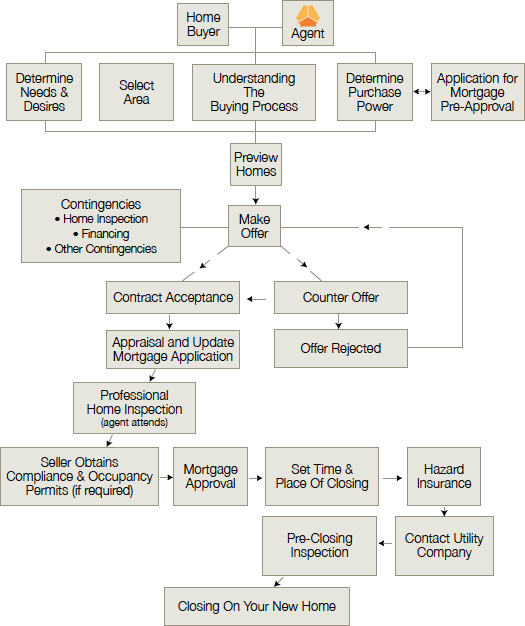 Home
Buyer
Agent
Determine
Needs &
Desires
Select
Area
Understanding
The
Buying Process
Determine
Purchase
Power
Application for
Mortgage
Pre-Approval
Preview
Homes
Contingencies
• Home Inspection
• Financing
• Other Contingencies
Make
Offer
Contract Acceptance
Counter Offer
Appraisal and Update
Mortgage Application
Offer Rejected
Professional
Home Inspection
(agent attends)
Seller Obtains
Compliance & Occupancy
Permits (if required)
Mortgage
Approval
Set Time &
Place Of Closing
Hazard
Insurance
Pre-Closing
Inspection
Contact Utility
Company
Closing On Your New Home